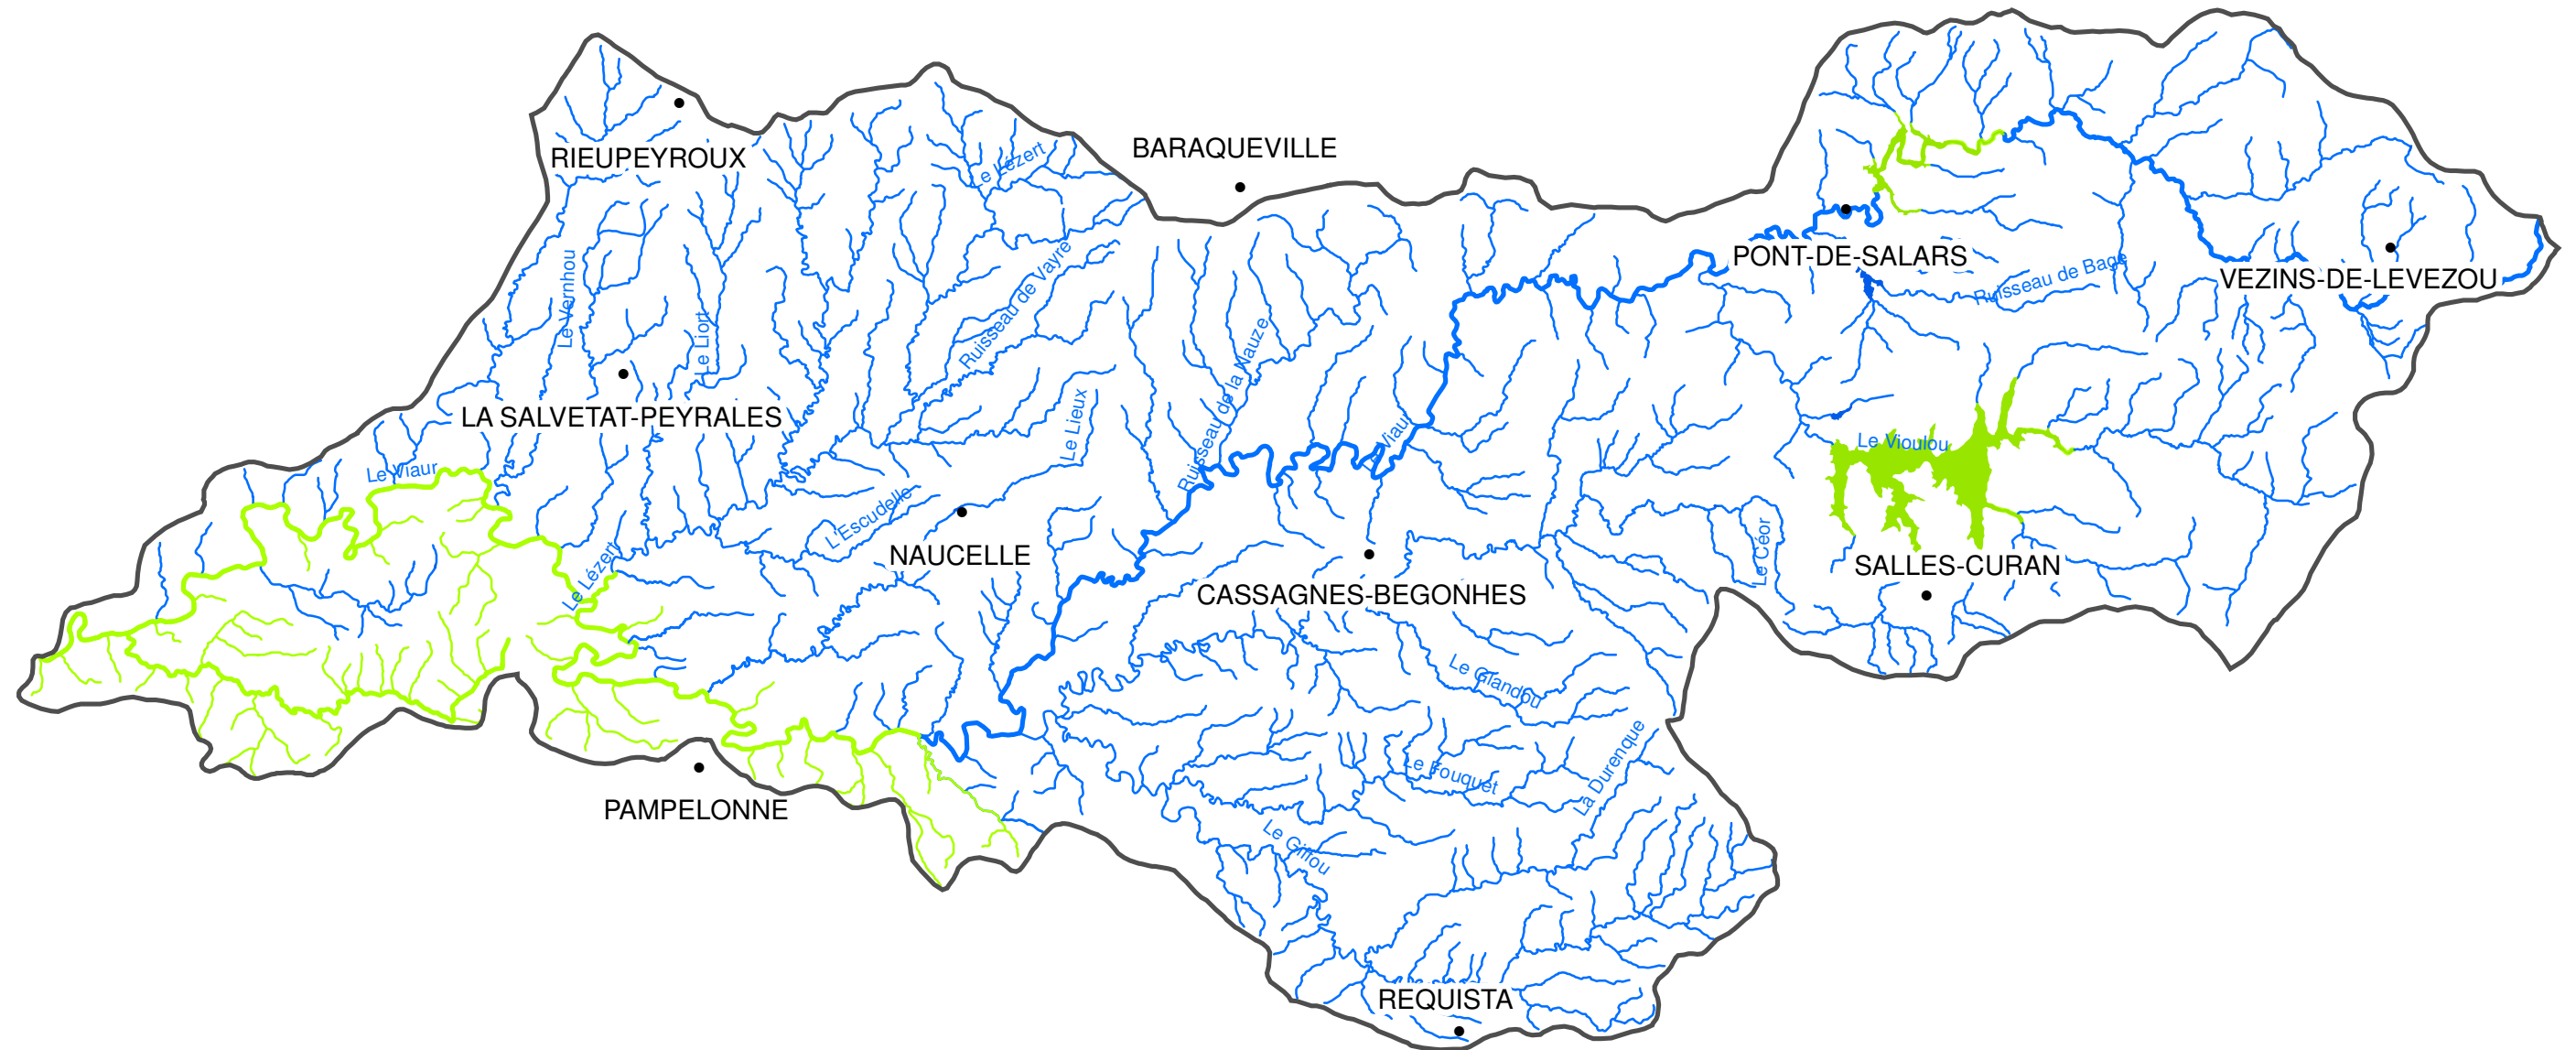 BARAQUEVILLE
RIEUPEYROUX
Le Lézert
PONT-DE-SALARS
Ruisseau de Bage
VEZINS-DE-LEVEZOU
Le Vernhou
Ruisseau de Vayre
Le Liort
Ruisseau de la Nauze
LA SALVETAT-PEYRALES
Le Lieux
Le Viaur
Le Vioulou
Le Viaur
L'Escudelle
NAUCELLE
Le Céor
SALLES-CURAN
Le Lézert
CASSAGNES-BEGONHES
Le Glandou
La Durenque
Le Fouquet
PAMPELONNE
Le Giffou
REQUISTA